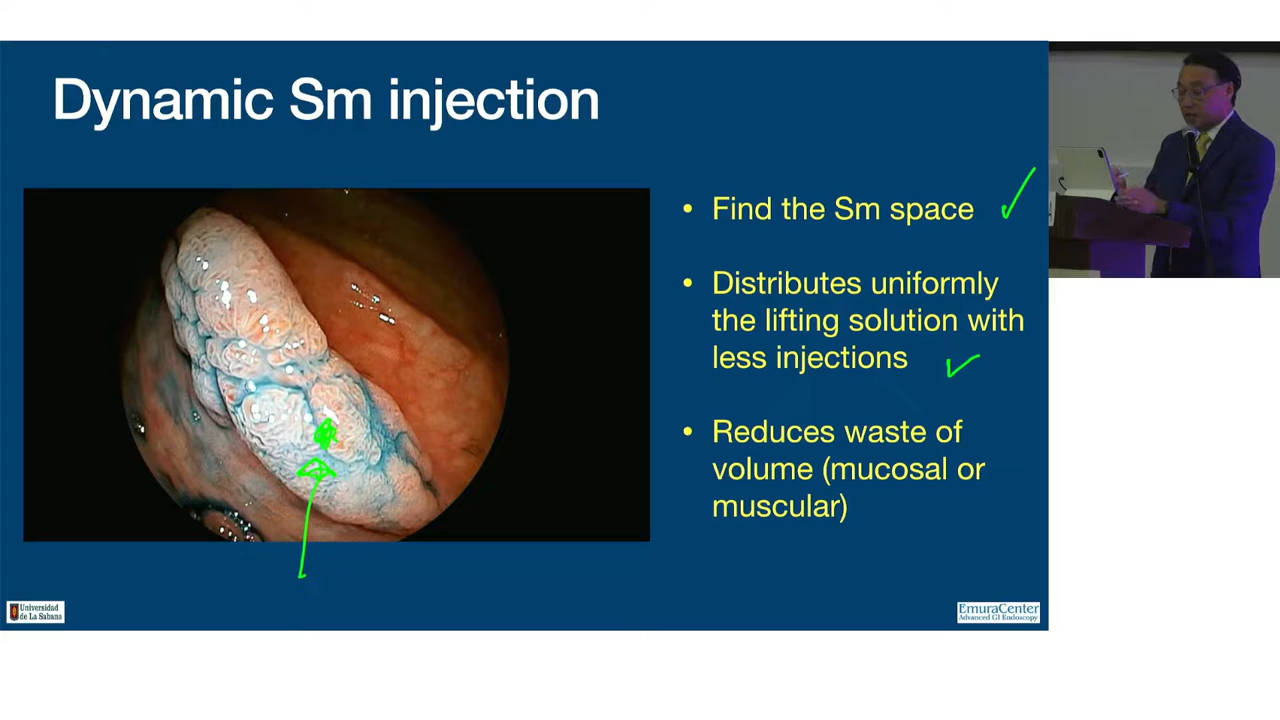 Dynamic Sm injection
• Find the Sm space
• Distributes uniformly
the lifting solution with
less injections
• Reduces waste of
volume (mucosal or
muscular)
Universidad
de La Sabana
EmuraCenter
Advanced GI Endoscopy